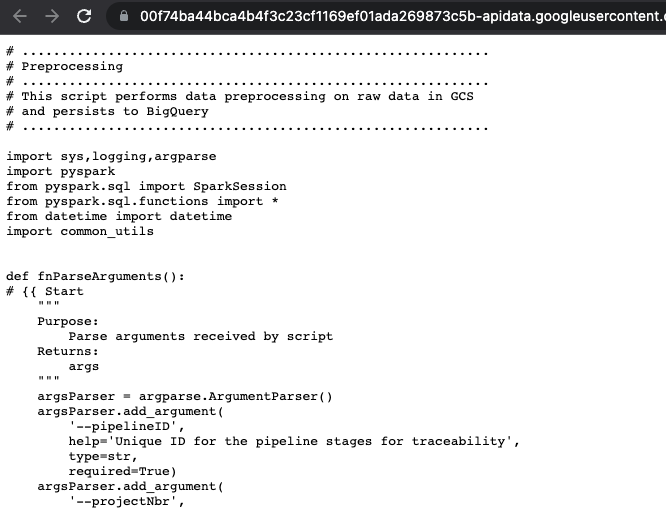 00f74ba44bca4b4f3c23cf1169ef01ada269873c5b-apidata.googleusercontent.
# ............................................................
# Preprocessing
# ............................................................
# This script performs data preprocessing on raw data in GCS
# and persists to BigQuery
# ............................................................
import sys,logging,argparse
import pyspark
from pyspark.sql import SparkSession
from pyspark.sql.functions import *
from datetime import datetime
import common_utils
def fnParseArguments():
# {{ Start
    """
    Purpose:
        Parse arguments received by script
    Returns:
        args
    """
    argsParser = argparse.ArgumentParser()
    argsParser.add_argument(
        '--pipelineID',
        help='Unique ID for the pipeline stages for traceability',
        type=str,
        required=True)
    argsParser.add_argument(
        '--projectNbr',